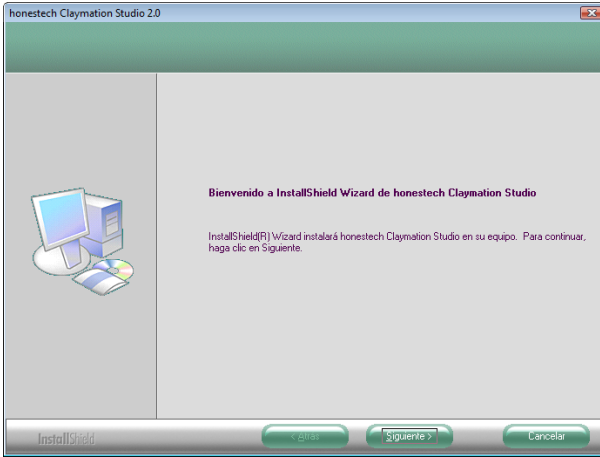 honestech Claymation Studio 2.0
Bienvenido a InstallShield Wizard de honestech Claymation Studio
InstallShield(R) Wizard instalará honestech Claymation Studio en su equipo. Para continuar,
haga clic en Siguiente.
InstallShield
< Atrás
Siguiente >
Cancelar